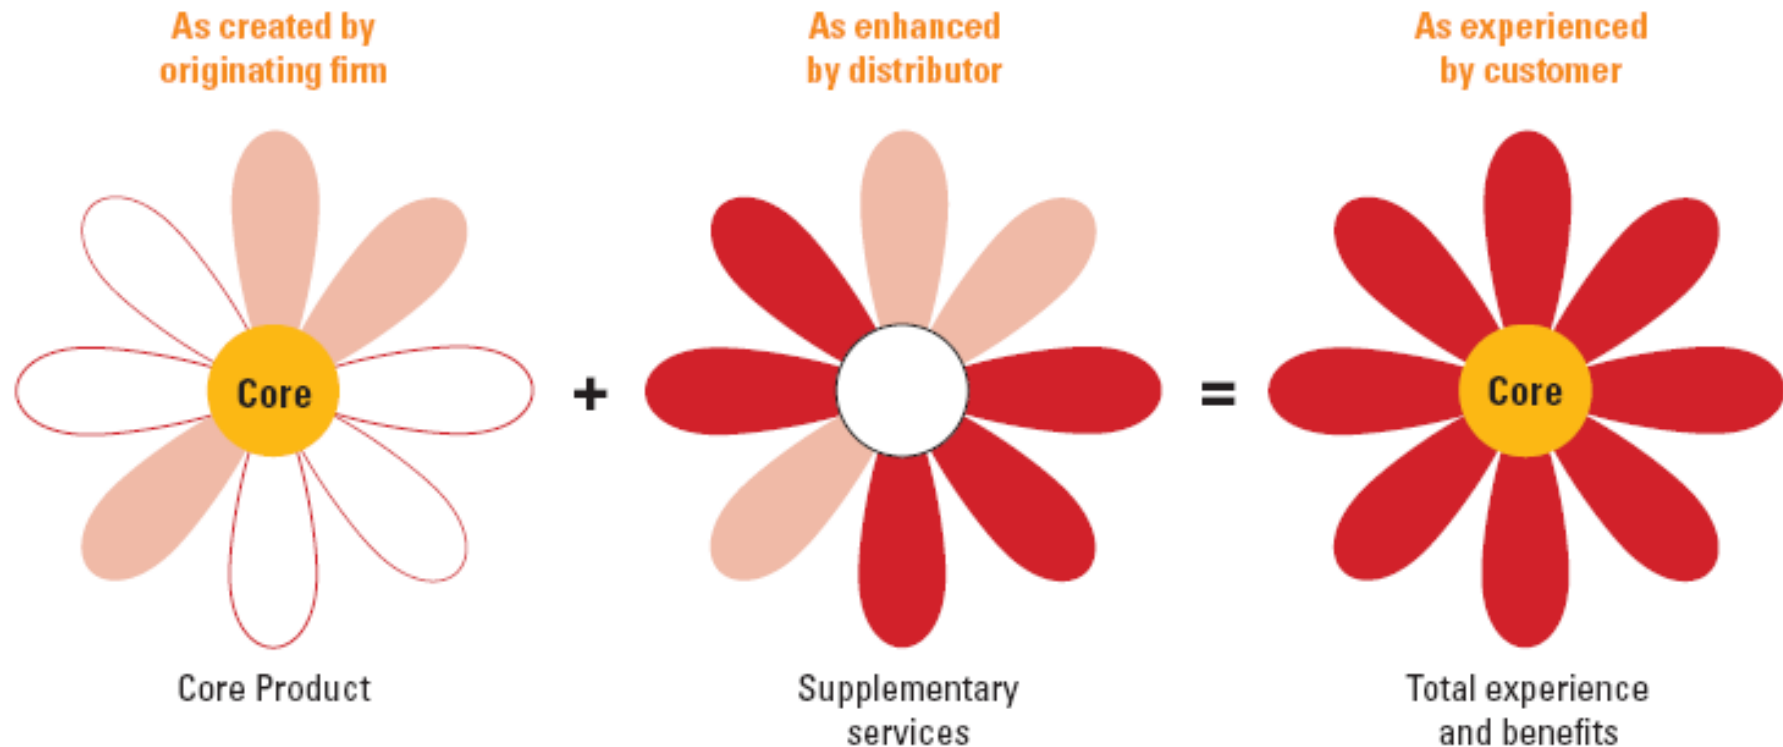 As created by
originating firm
As enhanced
by distributor
As experienced
by customer
Core
+
=
Core
Core Product
Supplementary
services
Total experience
and benefits